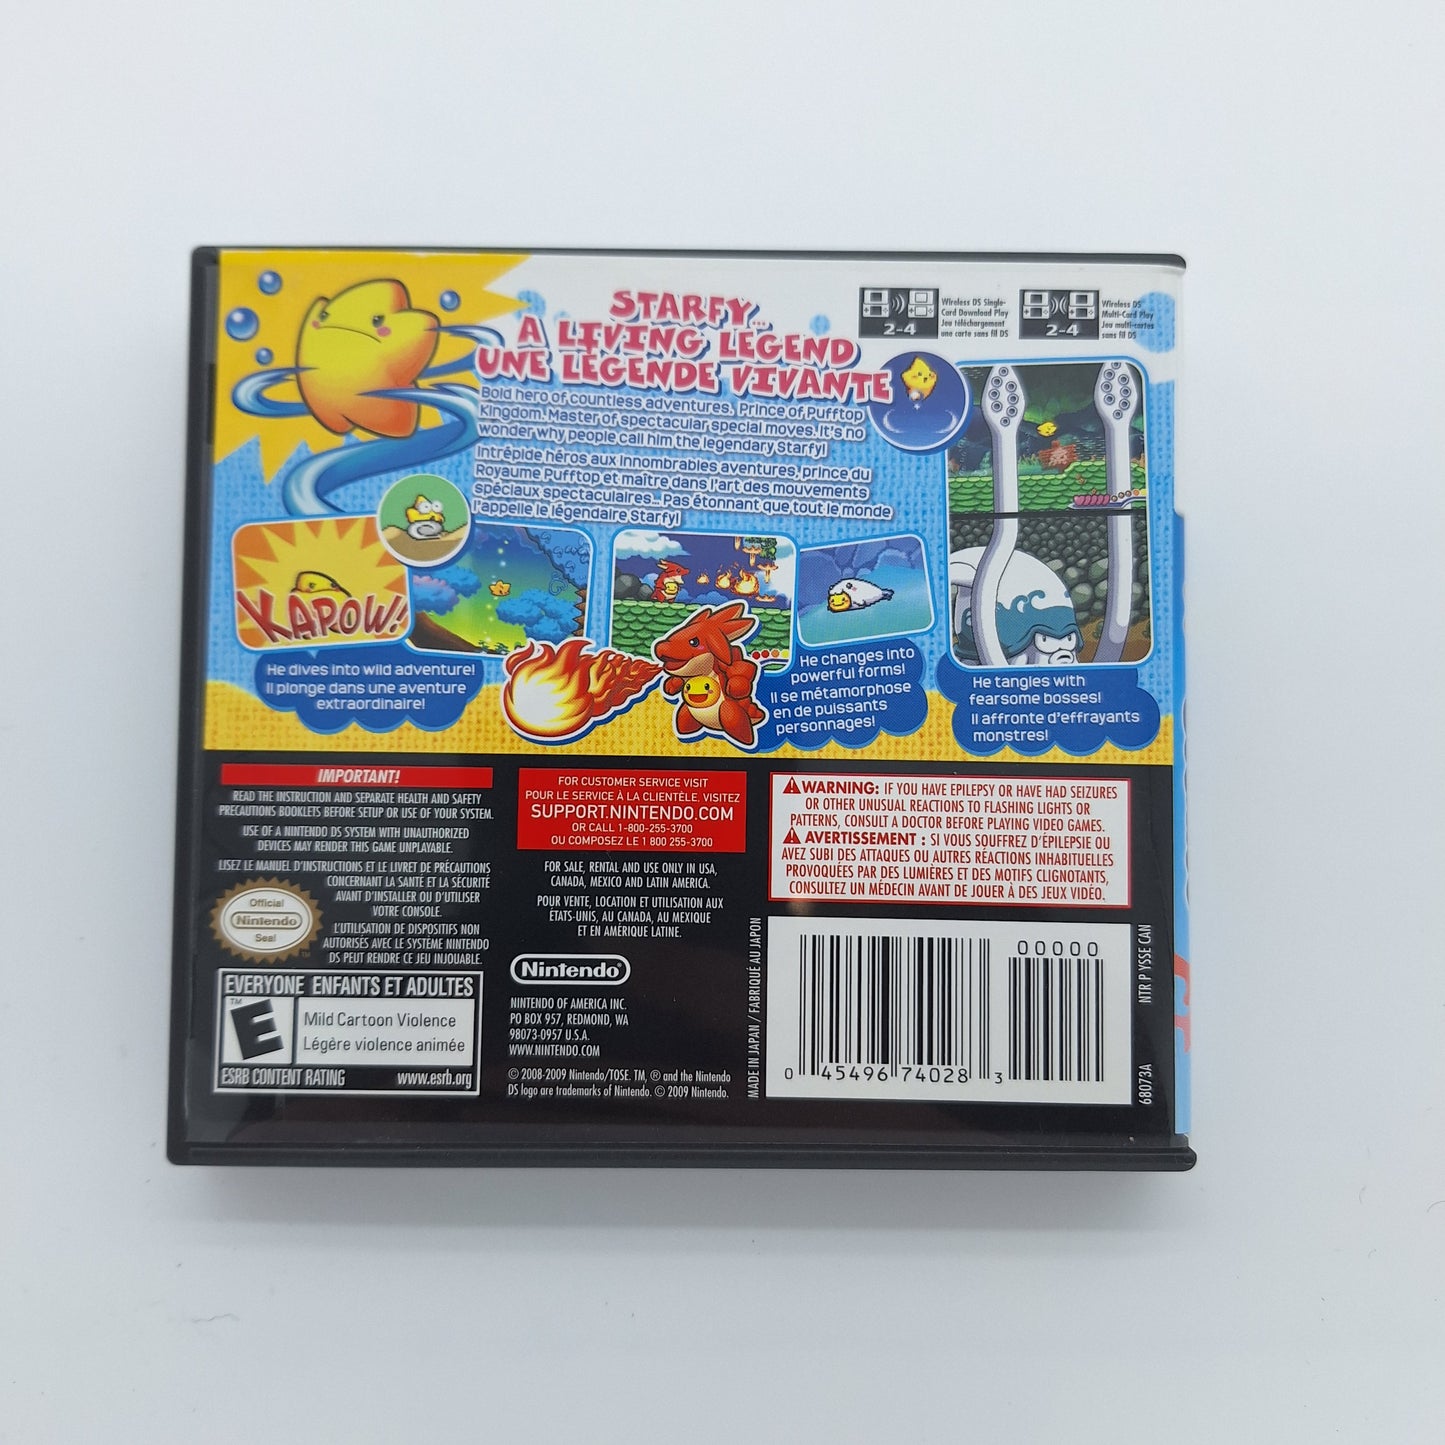 STARFY...
A LIVING LEGEND
UNE LÉGENDE VIVANTE
2-4
Wireless DS Single-
Card Download Play
Jeu téléchargement
une carte sans fil DS
2-4
Wireless DS
Multi-Card Play
Jeu multi-cartes
sans fil DS
Bold hero of countless adventures. Prince of Pufftop
Kingdom. Master of spectacular special moves. It's no
wonder why people call him the legendary Starfy!
Intrépide héros aux innombrables aventures, prince du
Royaume Pufftop et maître dans l'art des mouvements
spéciaux spectaculaires... Pas étonnant que tout le monde
l'appelle le légendaire Starfy!
KAPOW!
He dives into wild adventure!
Il plonge dans une aventure
extraordinaire!
He changes into
powerful forms!
Il se métamorphose
en de puissants
personnages!
He tangles with
fearsome bosses!
Il affronte d'effrayants
monstres!
IMPORTANT!
READ THE INSTRUCTION AND SEPARATE HEALTH AND SAFETY
PRECAUTIONS BOOKLETS BEFORE SETUP OR USE OF YOUR SYSTEM.
USE OF A NINTENDO DS SYSTEM WITH UNAUTHORIZED
DEVICES MAY RENDER THIS GAME UNPLAYABLE.
LISEZ LE MANUEL D'INSTRUCTIONS ET LE LIVRET DE PRÉCAUTIONS
CONCERNANT LA SANTÉ ET LA SÉCURITÉ
AVANT D'INSTALLER OU D'UTILISER
VOTRE CONSOLE.
L'UTILISATION DE DISPOSITIFS NON
AUTORISÉS AVEC LE SYSTÈME NINTENDO
DS PEUT RENDRE CE JEU INJOUABLE.
Official
Nintendo
Seal
TM
EVERYONE ENFANTS ET ADULTES
TM
E
Mild Cartoon Violence
Légère violence animée
ESRB CONTENT RATING www.esrb.org
FOR CUSTOMER SERVICE VISIT
POUR LE SERVICE À LA CLIENTÈLE, VISITEZ
SUPPORT.NINTENDO.COM
OR CALL 1-800-255-3700
OU COMPOSEZ LE 1 800 255-3700
FOR SALE, RENTAL AND USE ONLY IN USA,
CANADA, MEXICO AND LATIN AMERICA.
POUR VENTE, LOCATION ET UTILISATION AUX
ÉTATS-UNIS, AU CANADA, AU MEXIQUE
ET EN AMÉRIQUE LATINE.
Nintendo®
NINTENDO OF AMERICA INC.
PO BOX 957, REDMOND, WA
98073-0957 U.S.A.
WWW.NINTENDO.COM
© 2008-2009 Nintendo/TOSE. TM, ® and the Nintendo
DS logo are trademarks of Nintendo. © 2009 Nintendo.
⚠WARNING: IF YOU HAVE EPILEPSY OR HAVE HAD SEIZURES
OR OTHER UNUSUAL REACTIONS TO FLASHING LIGHTS OR
PATTERNS, CONSULT A DOCTOR BEFORE PLAYING VIDEO GAMES.
⚠ AVERTISSEMENT : SI VOUS SOUFFREZ D'ÉPILEPSIE OU
AVEZ SUBI DES ATTAQUES OU AUTRES RÉACTIONS INHABITUELLES
PROVOQUÉES PAR DES LUMIÈRES ET DES MOTIFS CLIGNOTANTS,
CONSULTEZ UN MÉDECIN AVANT DE JOUER À DES JEUX VIDÉO.
MADE IN JAPAN / FABRIQUÉ AU JAPON
00000
0 45496 74028 3
68073A NTR P YSSE CAN